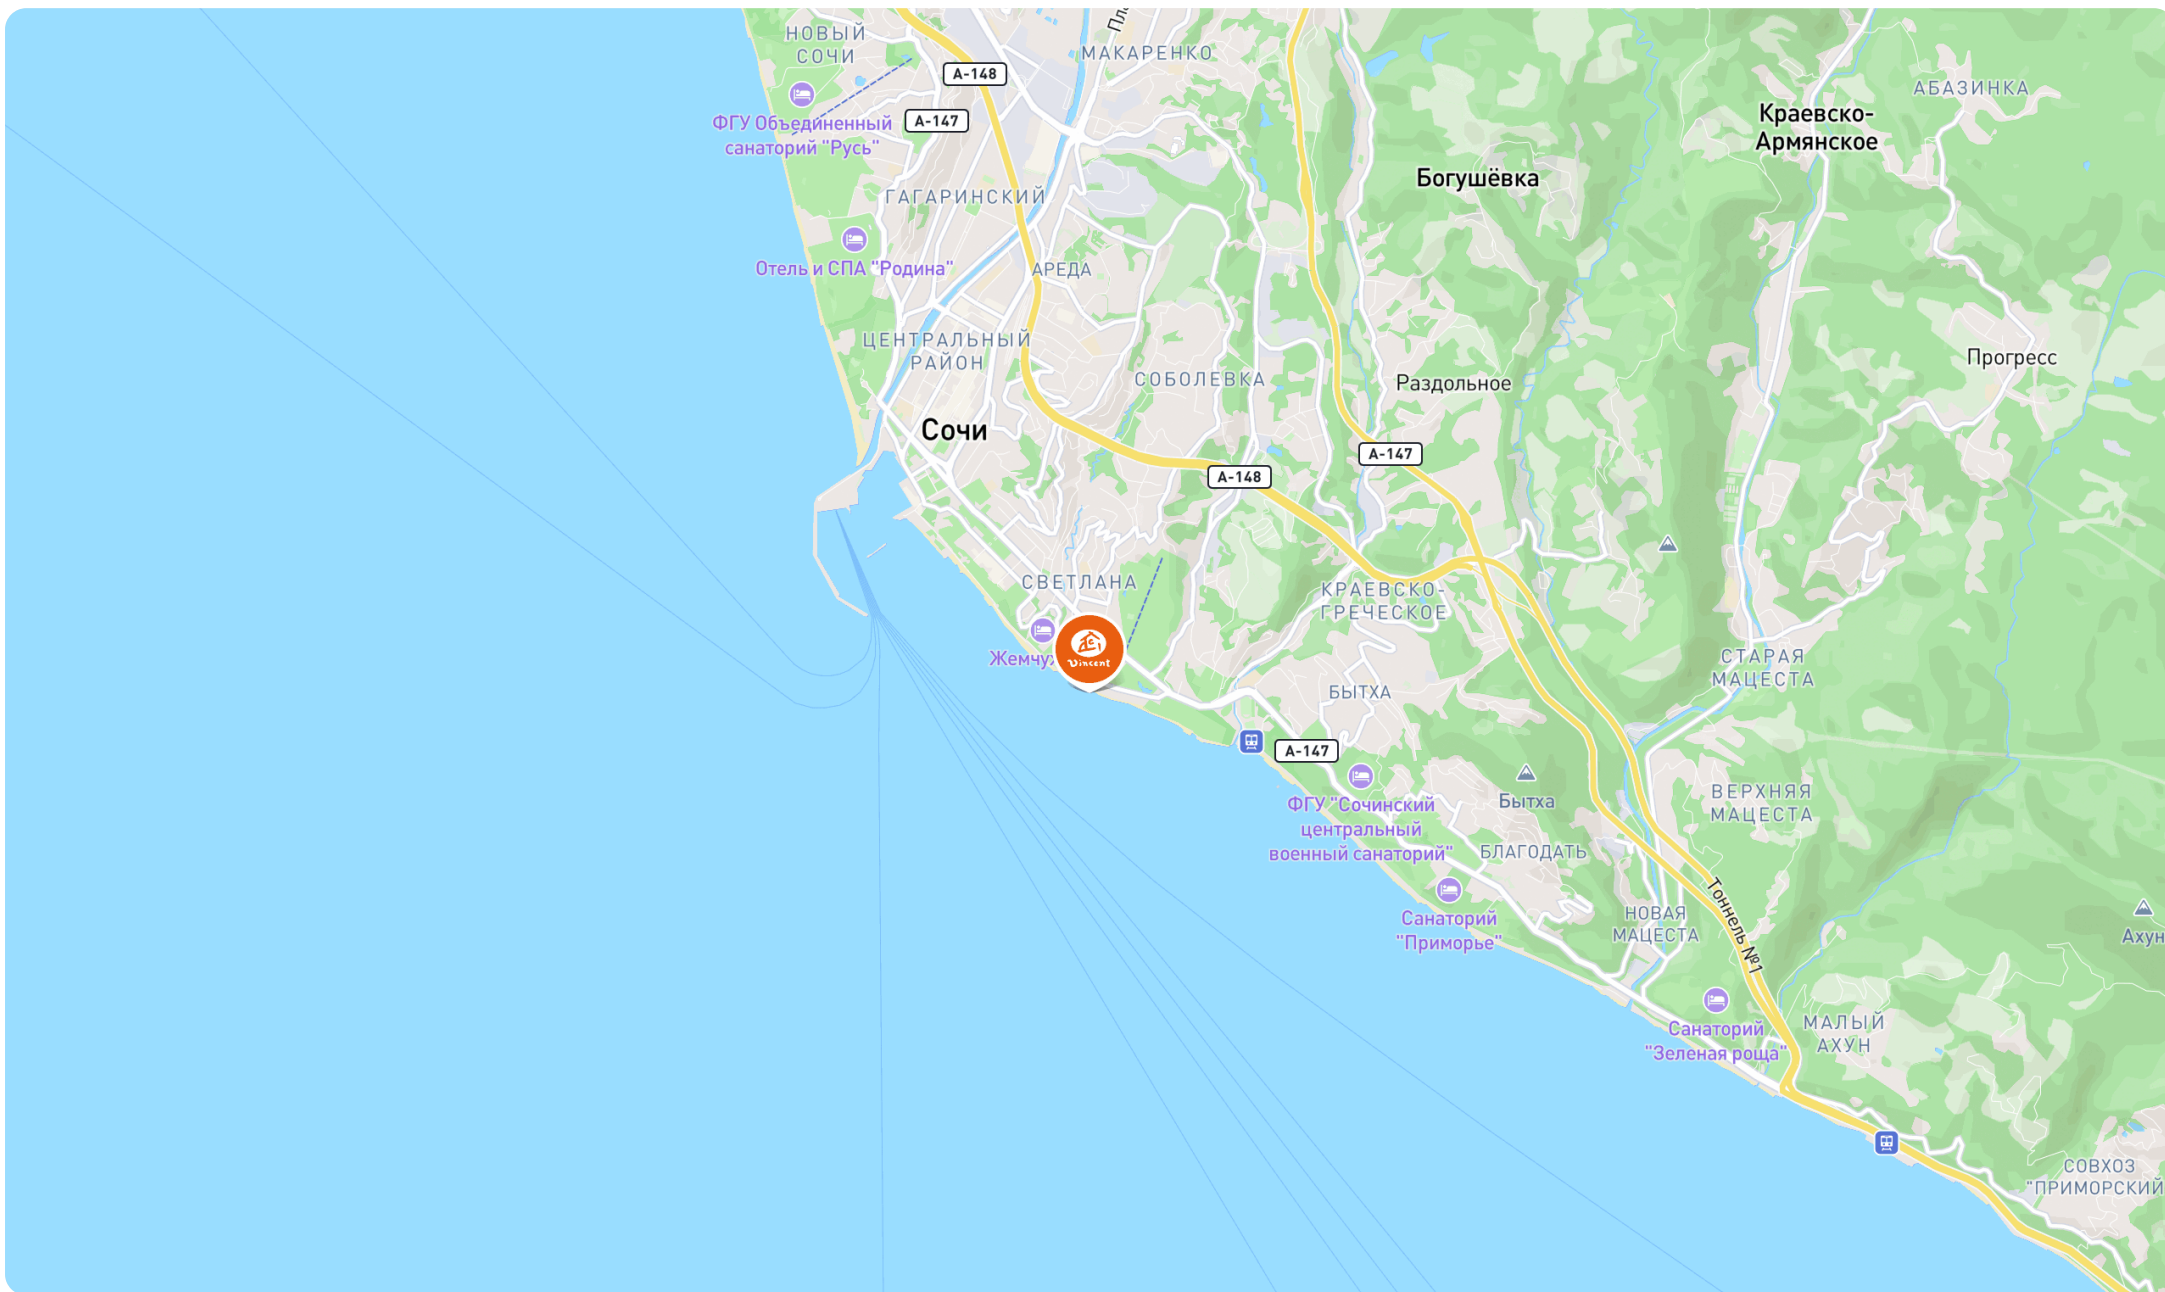 НОВЫЙ
СОЧИ
МАКАРЕНКО
А-148
А-147
ФГУ Объединенный
санаторий "Русь"
ГАГАРИНСКИЙ
Отель и СПА "Родина"
АРЕДА
ЦЕНТРАЛЬНЫЙ
РАЙОН
СОБОЛЕВКА
Сочи
Богушёвка
Краевско-
Армянское
АБАЗИНКА
Прогресс
Раздольное
А-147
А-148
СВЕТЛАНА
КРАЕВСКО-
ГРЕЧЕСКОЕ
Vincent
СТАРАЯ
МАЦЕСТА
БЫТХА
А-147
ФГУ "Сочинский
центральный
военный санаторий"
Бытха
ВЕРХНЯЯ
МАЦЕСТА
БЛАГОДАТЬ
Санаторий
"Приморье"
НОВАЯ
МАЦЕСТА
Тоннель №1
Ахун
Санаторий
"Зеленая роща"
МАЛЫЙ
АХУН
СОВХОЗ
"ПРИМОРСКИЙ